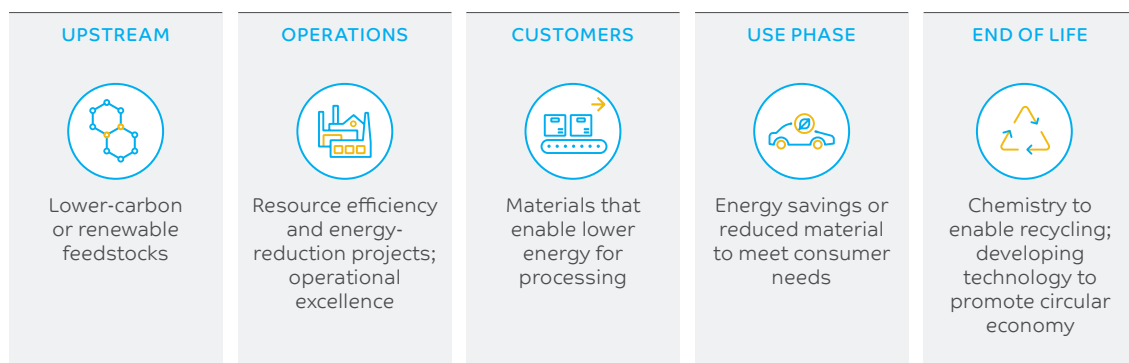 UPSTREAM
Lower-carbon
or renewable
feedstocks
OPERATIONS
Resource efficiency
and energy-
reduction projects;
operational
excellence
CUSTOMERS
Materials that
enable lower
energy for
processing
USE PHASE
Energy savings or
reduced material
to meet consumer
needs
END OF LIFE
Chemistry to
enable recycling;
developing
technology to
promote circular
economy